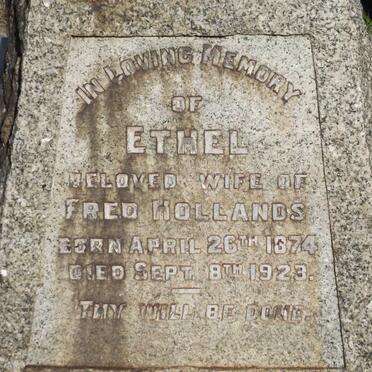 IN LOVING MEMORY
OF
ETHEL
BELOVED WIFE OF
FRED HOLLANDS
BORN APRIL 26TH 1874
DIED SEPT. 8TH 1923.
THY WILL BE DONE.